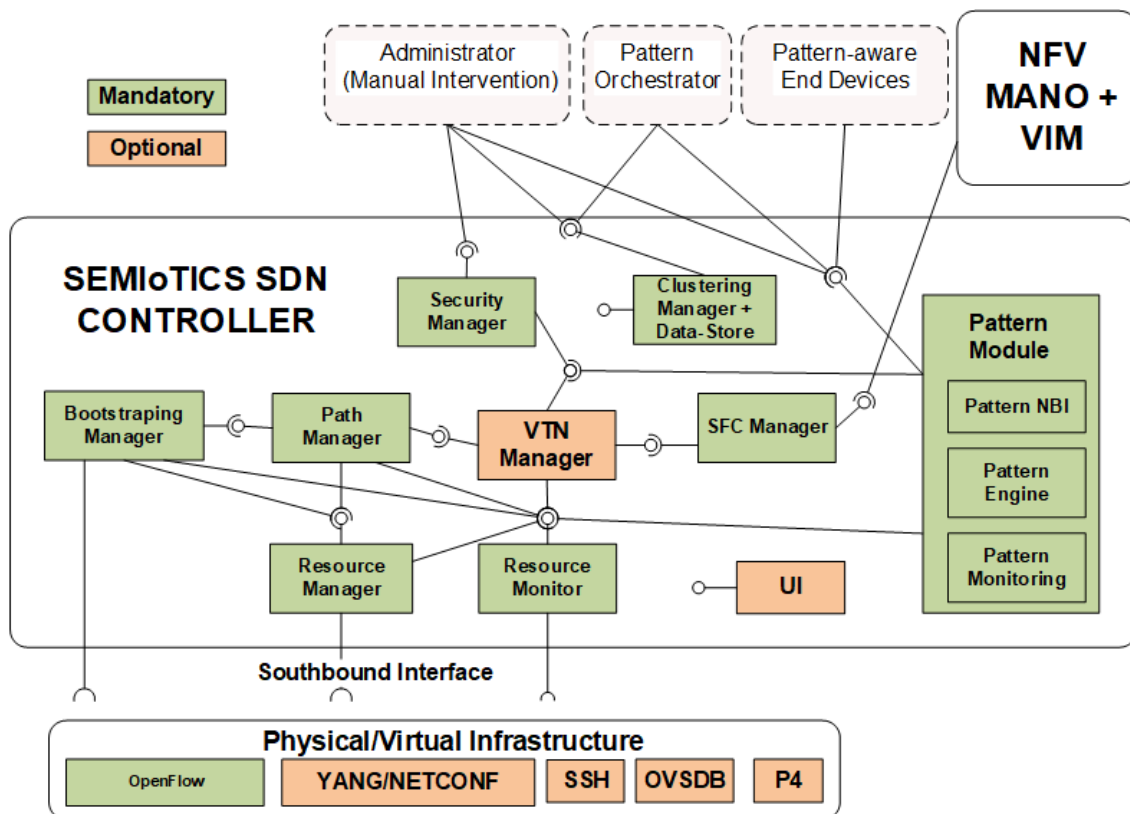 Administrator
(Manual Intervention)
Pattern
Orchestrator
Pattern-aware
End Devices
NFV
MANO +
VIM
Mandatory
Optional
SEMIoTICS SDN
CONTROLLER
Security
Manager
Clustering
Manager +
Data-Store
Pattern
Module
Pattern NBI
Pattern
Engine
Pattern
Monitoring
Bootstraping
Manager
Path
Manager
VTN
Manager
SFC Manager
Resource
Manager
Resource
Monitor
UI
Southbound Interface
Physical/Virtual Infrastructure
OpenFlow
YANG/NETCONF
SSH
OVSDB
P4